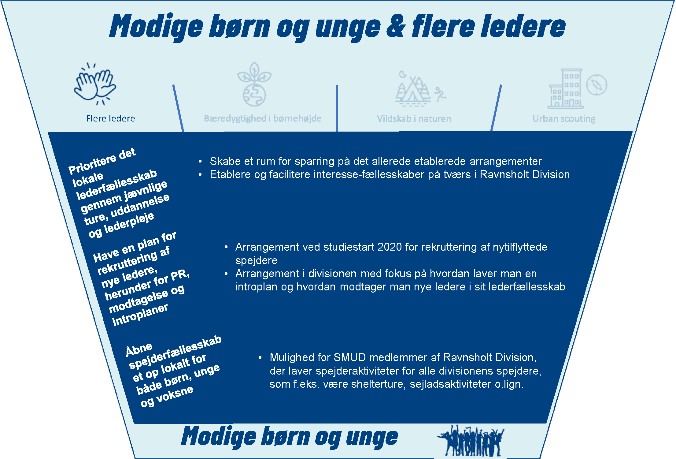 Modige børn og unge & flere ledere
Flere ledere
Bæredygtighed i børnehøjde
Vildskab i naturen
Urban scouting
Prioritere det
lokale
lederfællesskab
gennem jævnlige
ture, uddannelse
og lederpleje
• Skabe et rum for sparring på det allerede etablerede arrangementer
• Etablere og facilitere interesse-fællesskaber på tværs i Ravnsholt Division
Have en plan for
rekruttering af
nye ledere,
herunder for PR,
modtagelse og
introplaner
• Arrangement ved studiestart 2020 for rekruttering af nytilflyttede
spejdere
• Arrangement i divisionen med fokus på hvordan laver man en
introplan og hvordan modtager man nye ledere i sit lederfællesskab
Åbne
spejderfællesskab
et op lokalt for
både børn, unge
og voksne
• Mulighed for SMUD medlemmer af Ravnsholt Division,
der laver spejderaktiviteter for alle divisionens spejdere,
som f.eks. være shelterture, sejladsaktiviteter o.lign.
Modige børn og unge